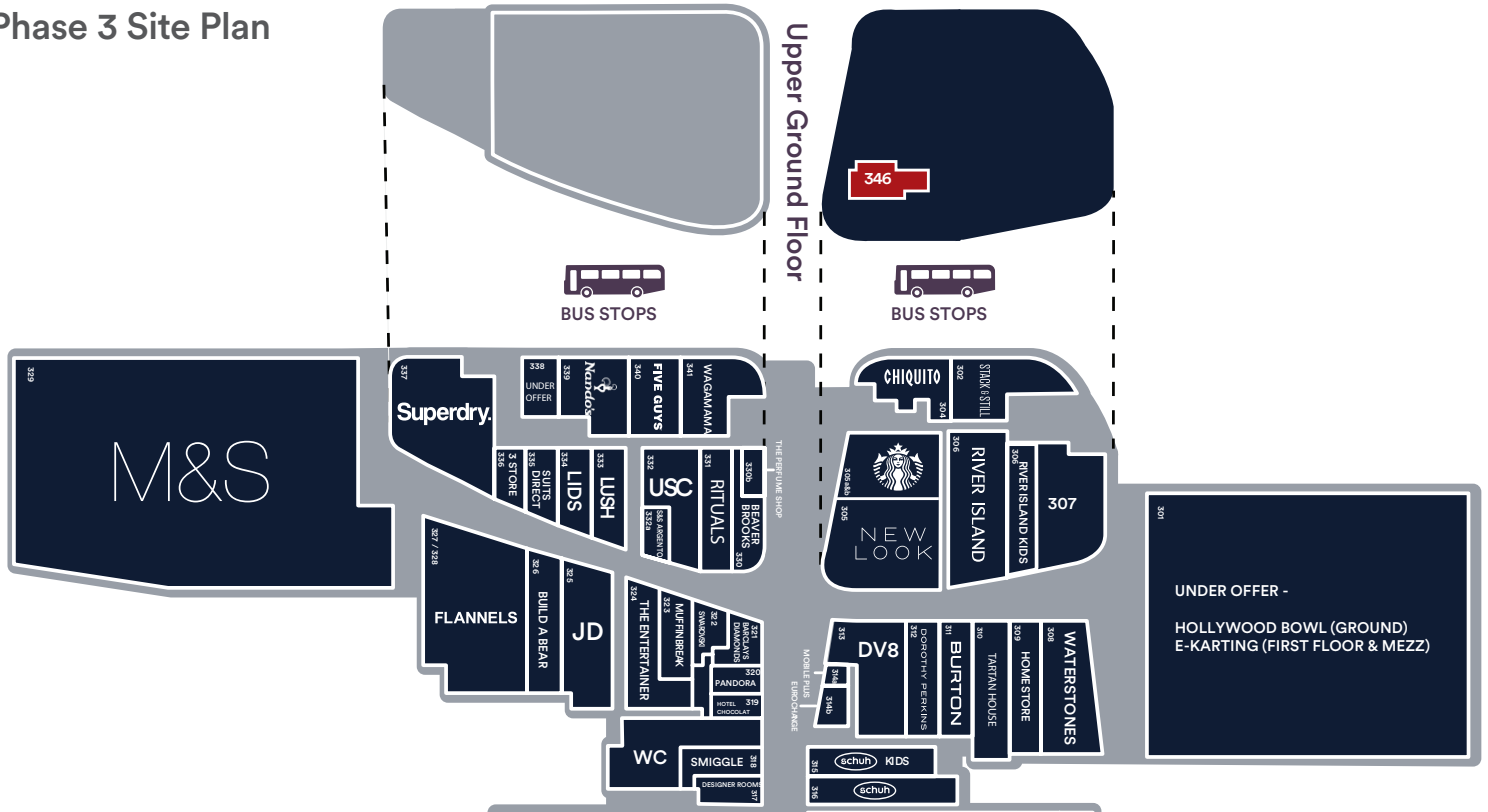 Phase 3 Site Plan
Upper Ground Floor
346
BUS STOPS
BUS STOPS
329
M&S
337
Superdry.
338
UNDER
OFFER
339
Nando's
340
FIVE GUYS
341
WAGAMAMA
CHIQUITO
304
302
STACK & STILL
336
3 STORE
335
SUITS
DIRECT
334
LIDS
333
LUSH
332
USC
332a
S&S ARGENTO
331
RITUALS
330b
THE PERFUME SHOP
BEAVER
BROOKS
330
305a&b
305
NEW
LOOK
306
RIVER ISLAND
306
RIVER ISLAND KIDS
307
301
UNDER OFFER -
HOLLYWOOD BOWL (GROUND)
E-KARTING (FIRST FLOOR & MEZZ)
327 / 328
FLANNELS
326
BUILD A BEAR
325
JD
324
THE ENTERTAINER
323
MUFFINBREAK
322
SWAROVSKI
321
BARCLAYS
DIAMONDS
320
PANDORA
319
HOTEL
CHOCOLAT
WC
SMIGGLE
318
DESIGNER ROOMS
317
313
DV8
314a
MOBILE PLUS
314b
EUROCHANGE
312
DOROTHY PERKINS
311
BURTON
310
TARTAN HOUSE
309
HOMESTORE
308
WATERSTONES
315
schuh KIDS
316
schuh